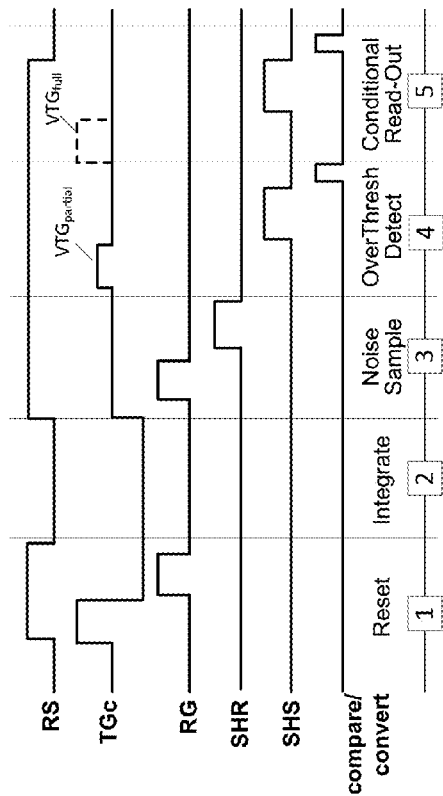 RS
VTGpartial
VTGfull
TGc
RG
SHR
SHS
compare/
convert
Reset
Integrate
Noise
Sample
OverThresh
Detect
Conditional
Read-Out
1
2
3
4
5